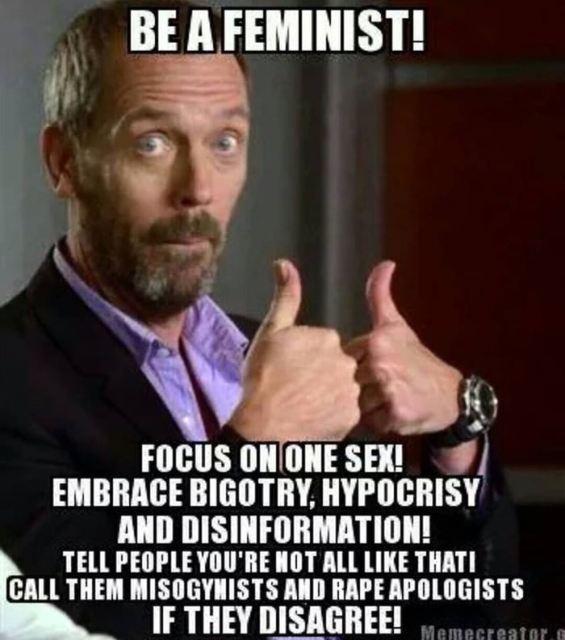 BE A FEMINIST!
FOCUS ON ONE SEX!
EMBRACE BIGOTRY, HYPOCRISY
AND DISINFORMATION!
TELL PEOPLE YOU'RE NOT ALL LIKE THAT!
CALL THEM MISOGYNISTS AND RAPE APOLOGISTS
IF THEY DISAGREE!
Memecreator.